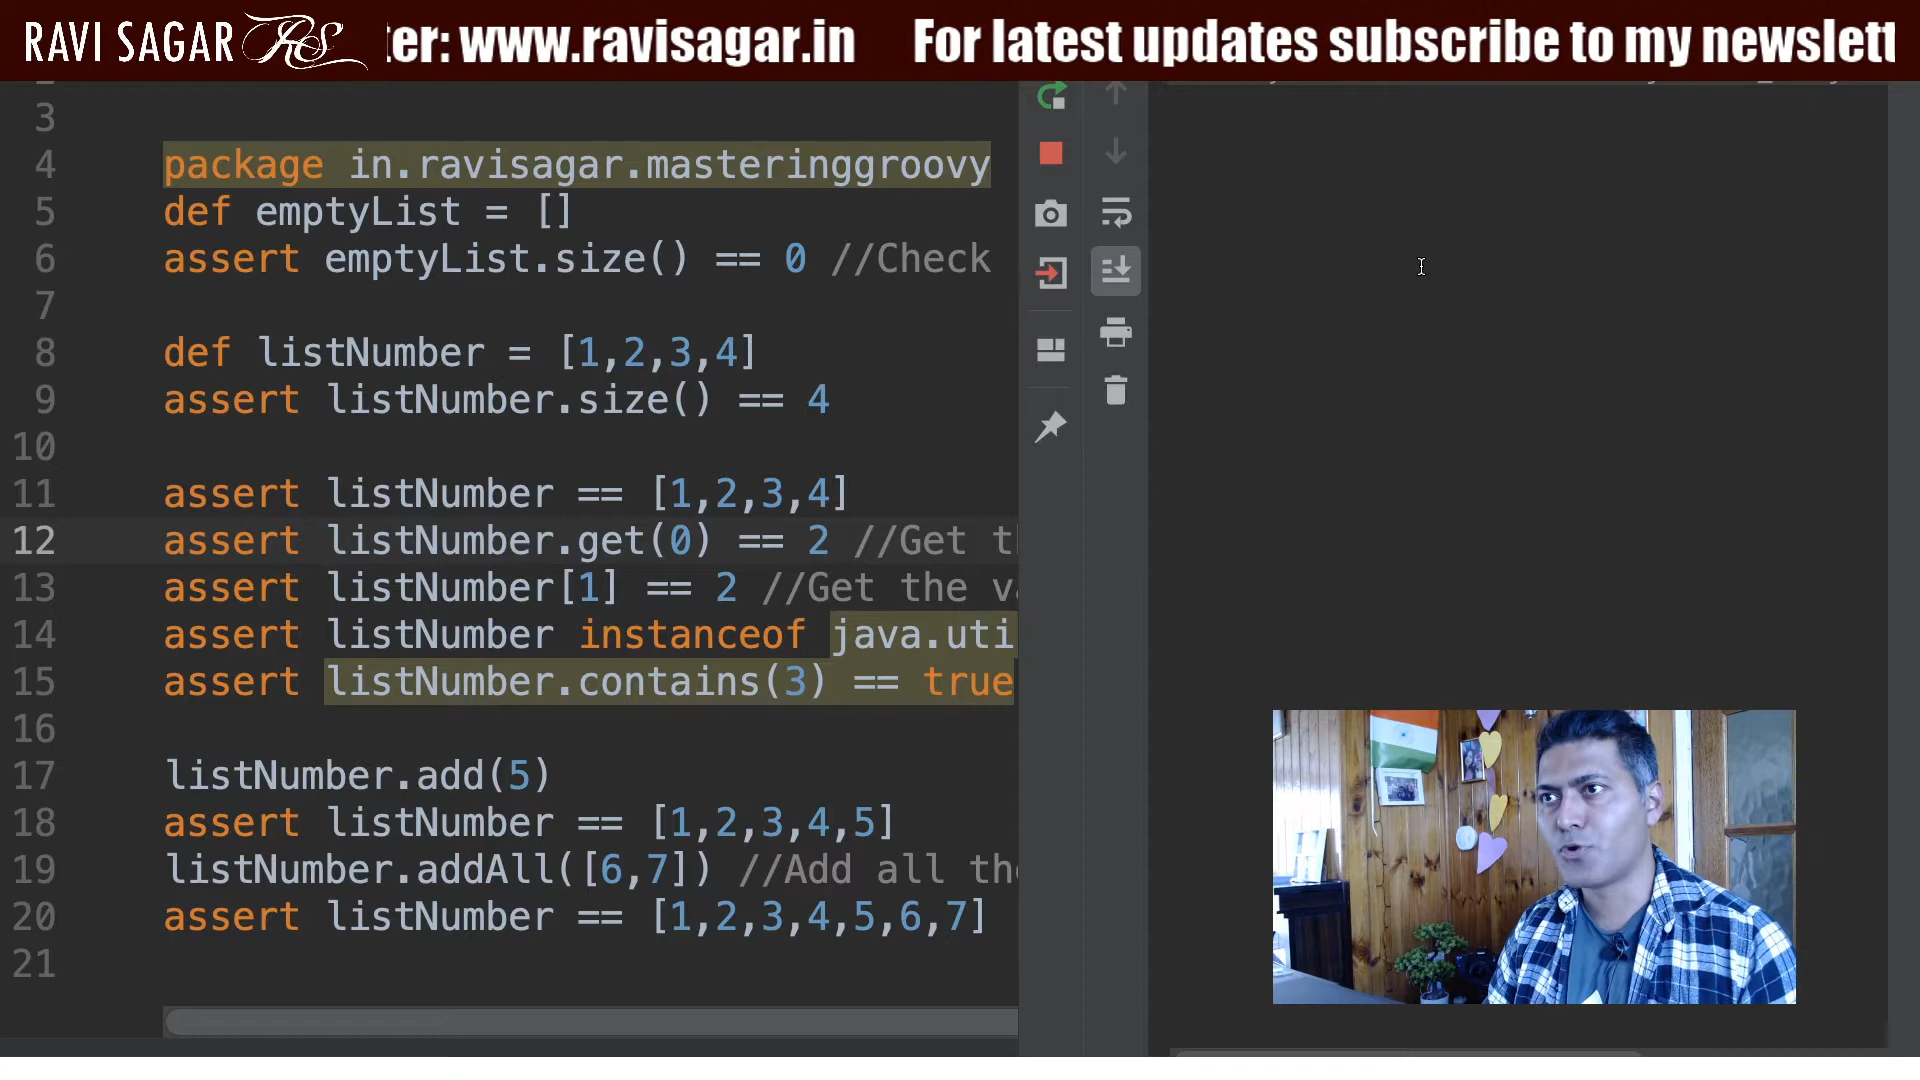 RAVI SAGAR RS
ter: www.ravisagar.in For latest updates subscribe to my newslett
3
4 package in.ravisagar.masteringgroovy
5 def emptyList = []
6 assert emptyList.size() == 0 //Check
7
8 def listNumber = [1,2,3,4]
9 assert listNumber.size() == 4
10
11 assert listNumber == [1,2,3,4]
12 assert listNumber.get(0) == 2 //Get t
13 assert listNumber[1] == 2 //Get the v
14 assert listNumber instanceof java.uti
15 assert listNumber.contains(3) == true
16
17 listNumber.add(5)
18 assert listNumber == [1,2,3,4,5]
19 listNumber.addAll([6,7]) //Add all the
20 assert listNumber == [1,2,3,4,5,6,7]
21